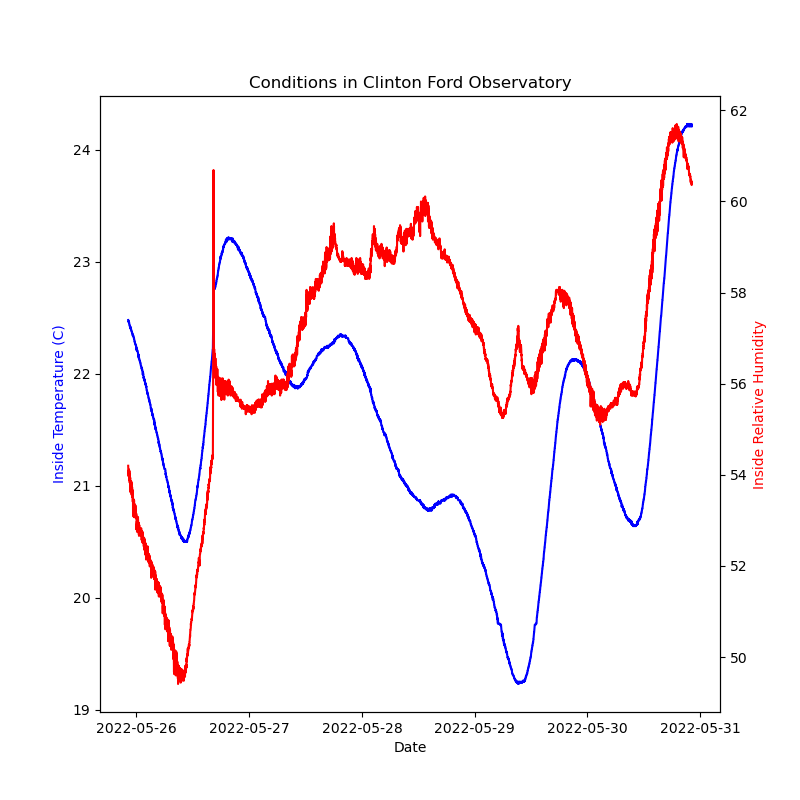 Conditions in Clinton Ford Observatory
24
23
22
21
20
19
Inside Temperature (C)
62
60
58
56
54
52
50
Inside Relative Humidity
2022-05-26 2022-05-27 2022-05-28 2022-05-29 2022-05-30 2022-05-31
Date